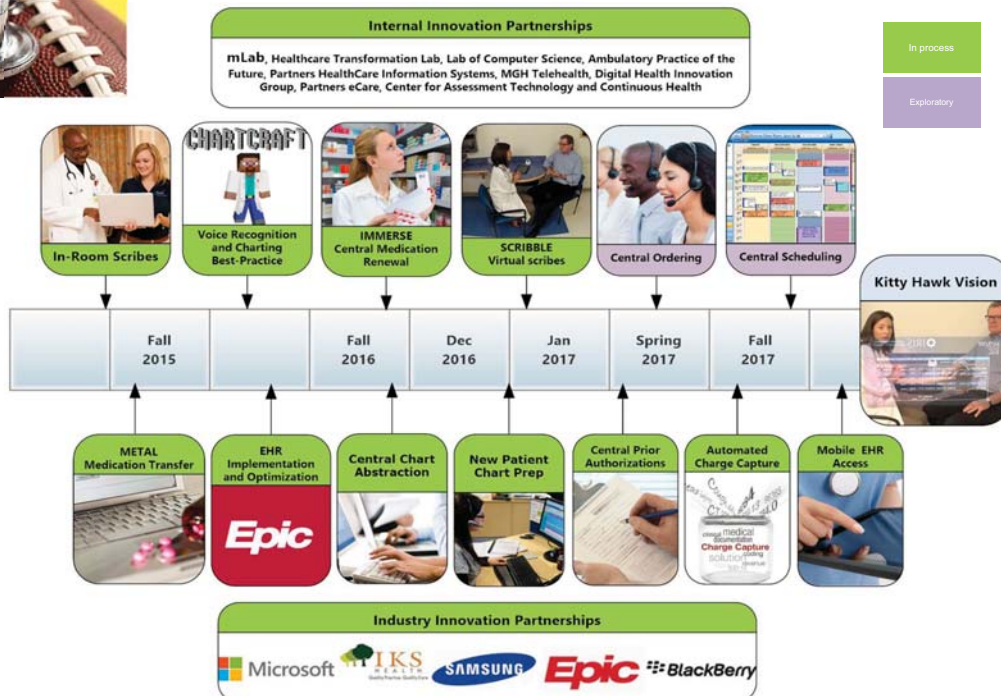 Internal Innovation Partnerships
mLab, Healthcare Transformation Lab, Lab of Computer Science, Ambulatory Practice of the
Future, Partners HealthCare Information Systems, MGH Telehealth, Digital Health Innovation
Group, Partners eCare, Center for Assessment Technology and Continuous Health
In process
Exploratory
In-Room Scribes
CHARTCRAFT
Voice Recognition
and Charting
Best-Practice
IMMERSE
Central Medication
Renewal
SCRIBBLE
Virtual scribes
Central Ordering
Central Scheduling
Kitty Hawk Vision
Fall
2015
Fall
2016
Dec
2016
Jan
2017
Spring
2017
Fall
2017
METAL
Medication Transfer
EHR
Implementation
and Optimization
Epic
Central Chart
Abstraction
New Patient
Chart Prep
Central Prior
Authorizations
Automated
Charge Capture
medical
documentation
Charge Capture
solution
coding
revenue
Mobile EHR
Access
Industry Innovation Partnerships
Microsoft
IKS
HEALTH
SAMSUNG
Epic
BlackBerry